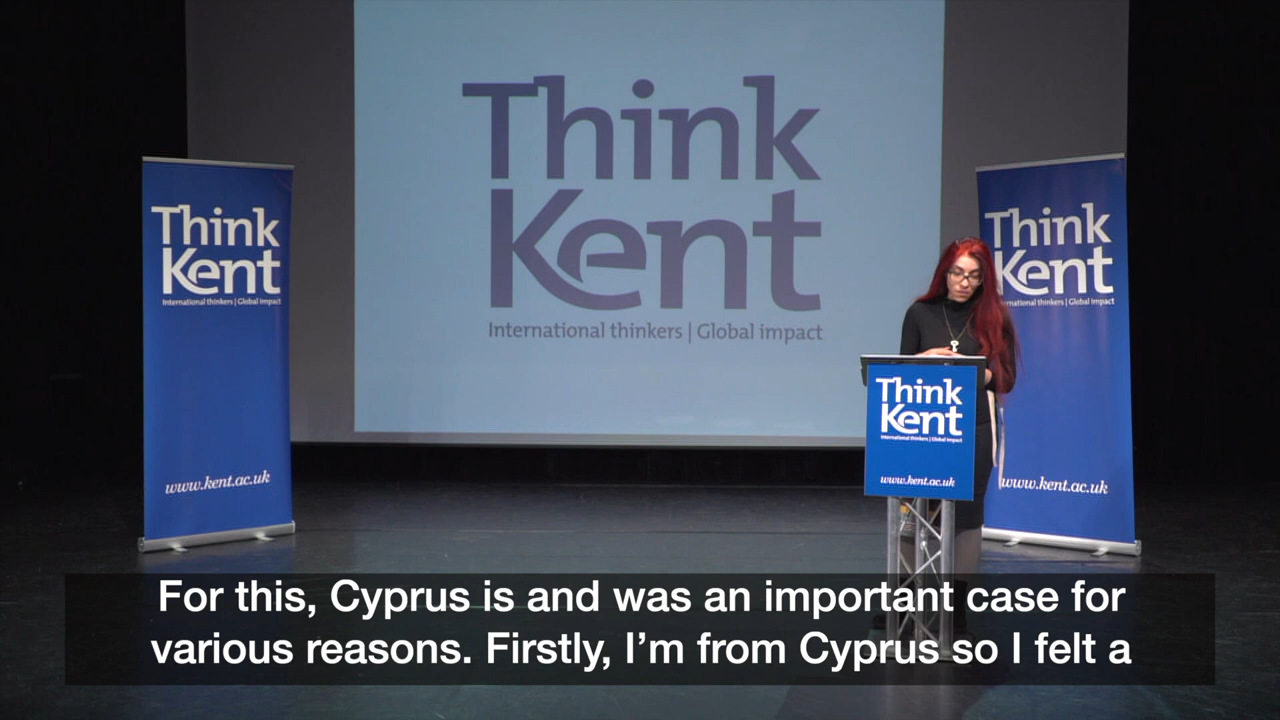 Think
Kent
International thinkers | Global impact
Think
Kent
International thinkers | Global impact
www.kent.ac.uk
Think
Kent
International thinkers | Global impact
www.kent.ac.uk
Think
Kent
International thinkers | Global impact
www.kent.ac.uk
For this, Cyprus is and was an important case for
various reasons. Firstly, I’m from Cyprus so I felt a